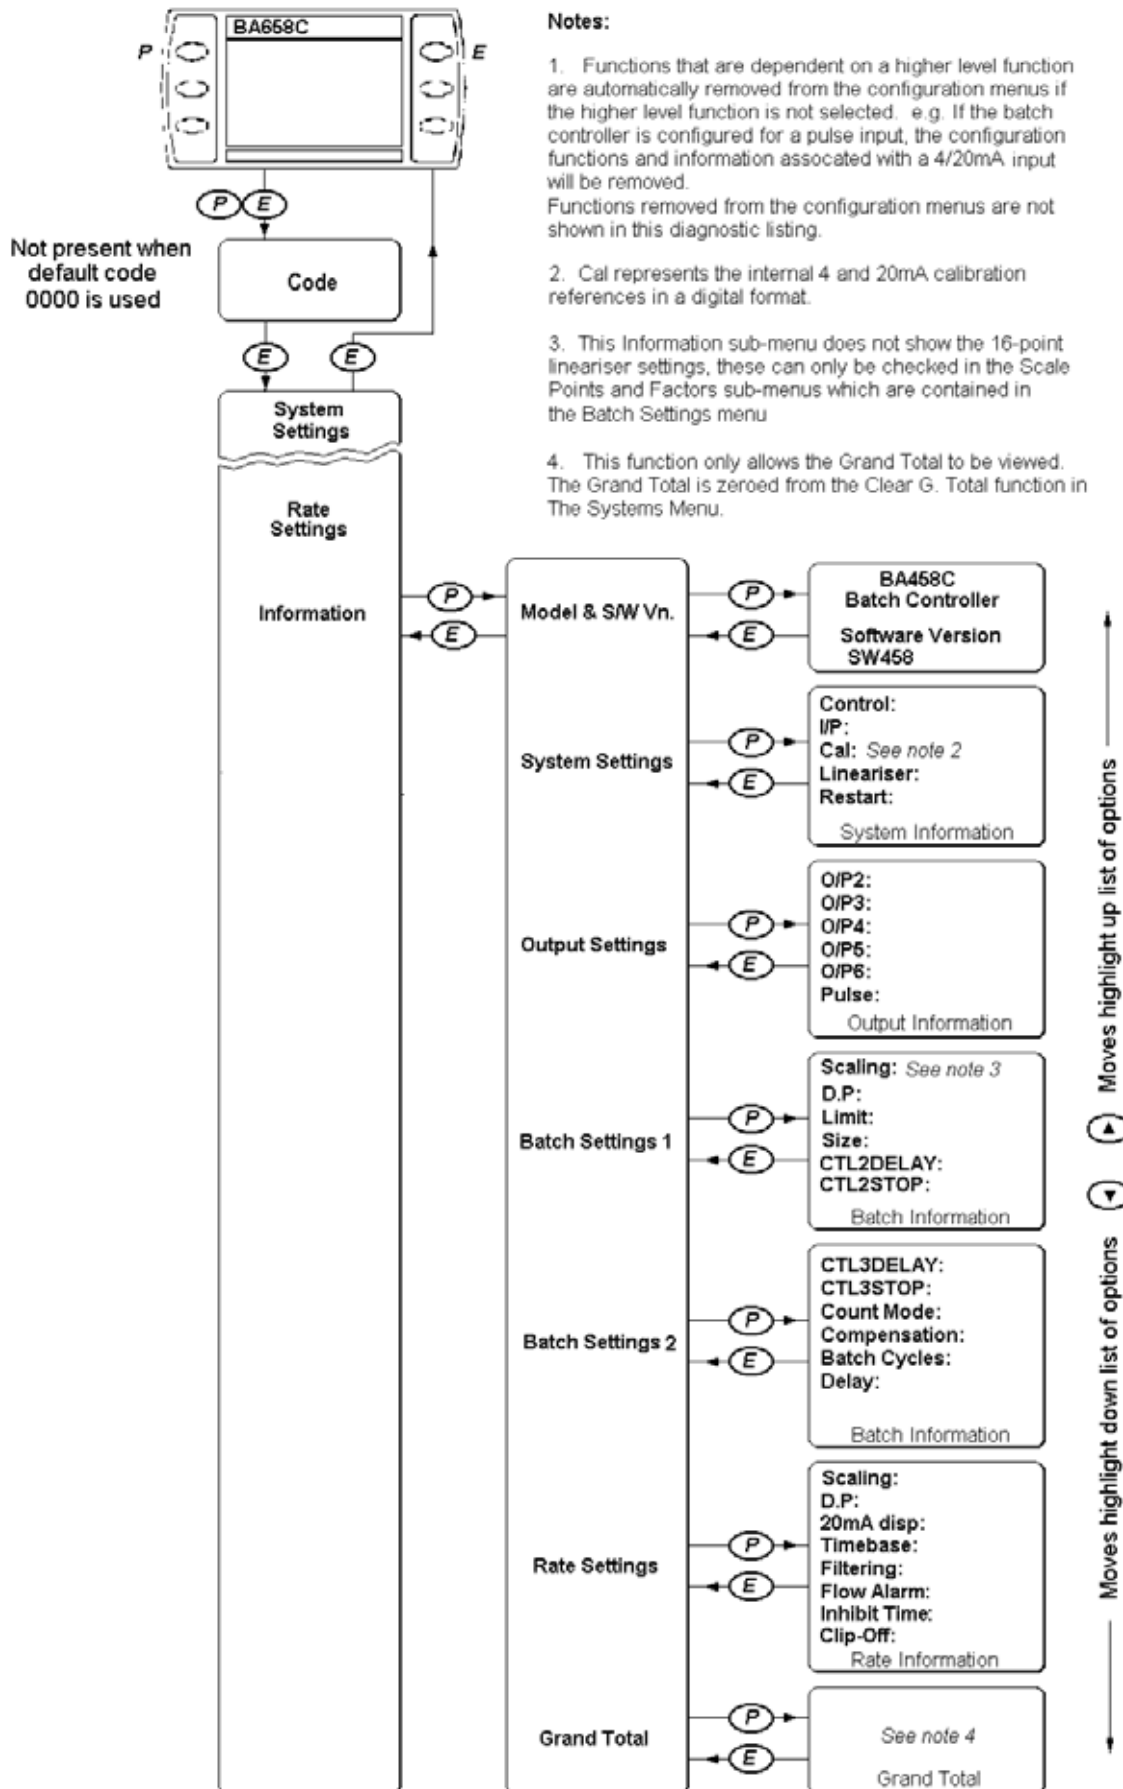 BA658C
P
E
P E
Not present when
default code
0000 is used
Code
E
E
System
Settings
Rate
Settings
Information
Notes:
1. Functions that are dependent on a higher level function
are automatically removed from the configuration menus if
the higher level function is not selected. e.g. If the batch
controller is configured for a pulse input, the configuration
functions and information assocated with a 4/20mA input
will be removed.
Functions removed from the configuration menus are not
shown in this diagnostic listing.
2. Cal represents the internal 4 and 20mA calibration
references in a digital format.
3. This Information sub-menu does not show the 16-point
lineariser settings, these can only be checked in the Scale
Points and Factors sub-menus which are contained in
the Batch Settings menu
4. This function only allows the Grand Total to be viewed.
The Grand Total is zeroed from the Clear G. Total function in
The Systems Menu.
P
E
Model & S/W Vn.
P
E
BA458C
Batch Controller
Software Version
SW458
System Settings
P
E
Control:
I/P:
Cal: See note 2
Lineariser:
Restart:
System Information
Output Settings
P
E
O/P2:
O/P3:
O/P4:
O/P5:
O/P6:
Pulse:
Output Information
Batch Settings 1
P
E
Scaling: See note 3
D.P:
Limit:
Size:
CTL2DELAY:
CTL2STOP:
Batch Information
Batch Settings 2
P
E
CTL3DELAY:
CTL3STOP:
Count Mode:
Compensation:
Batch Cycles:
Delay:
Batch Information
Rate Settings
P
E
Scaling:
D.P:
20mA disp:
Timebase:
Filtering:
Flow Alarm:
Inhibit Time:
Clip-Off:
Rate Information
Grand Total
P
E
See note 4
Grand Total
Moves highlight up list of options
Moves highlight down list of options